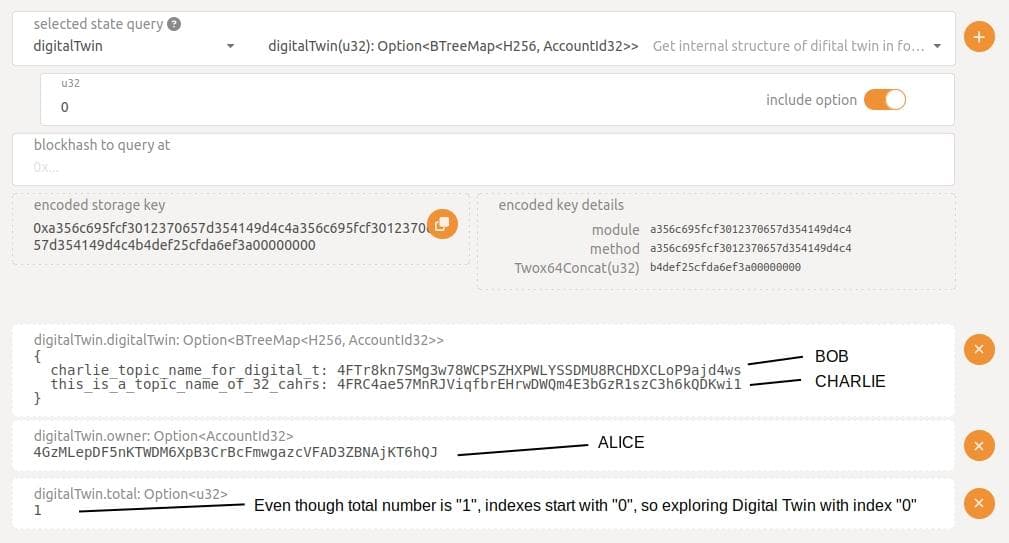 selected state query ?
digitalTwin digitalTwin(u32): Option<BTreeMap<H256, AccountId32>> Get internal structure of difital twin in fo…
u32
0
include option
blockhash to query at
0x...
encoded storage key
0xa356c695fcf3012370657d354149d4c4a356c695fcf30123706
57d354149d4c4b4def25cfda6ef3a00000000
encoded key details
module a356c695fcf3012370657d354149d4c4
method a356c695fcf3012370657d354149d4c4
Twox64Concat(u32) b4def25cfda6ef3a00000000
digitalTwin.digitalTwin: Option<BTreeMap<H256, AccountId32>>
{
charlie_topic_name_for_digital_t: 4FTr8kn7SMg3w78WCPSZHXPWLYSSDMU8RCHDXCLoP9ajd4ws BOB
this_is_a_topic_name_of_32_cahrs: 4FRC4ae57MnRJViqfbrEHrwDWQm4E3bGzR1szC3h6kQDKwi1 CHARLIE
}
digitalTwin.owner: Option<AccountId32>
4GzMLepDF5nKTWDM6XpB3CrBcFmwgazcVFAD3ZBNAjKT6hQJ ALICE
digitalTwin.total: Option<u32>
1 Even though total number is "1", indexes start with "0", so exploring Digital Twin with index "0"